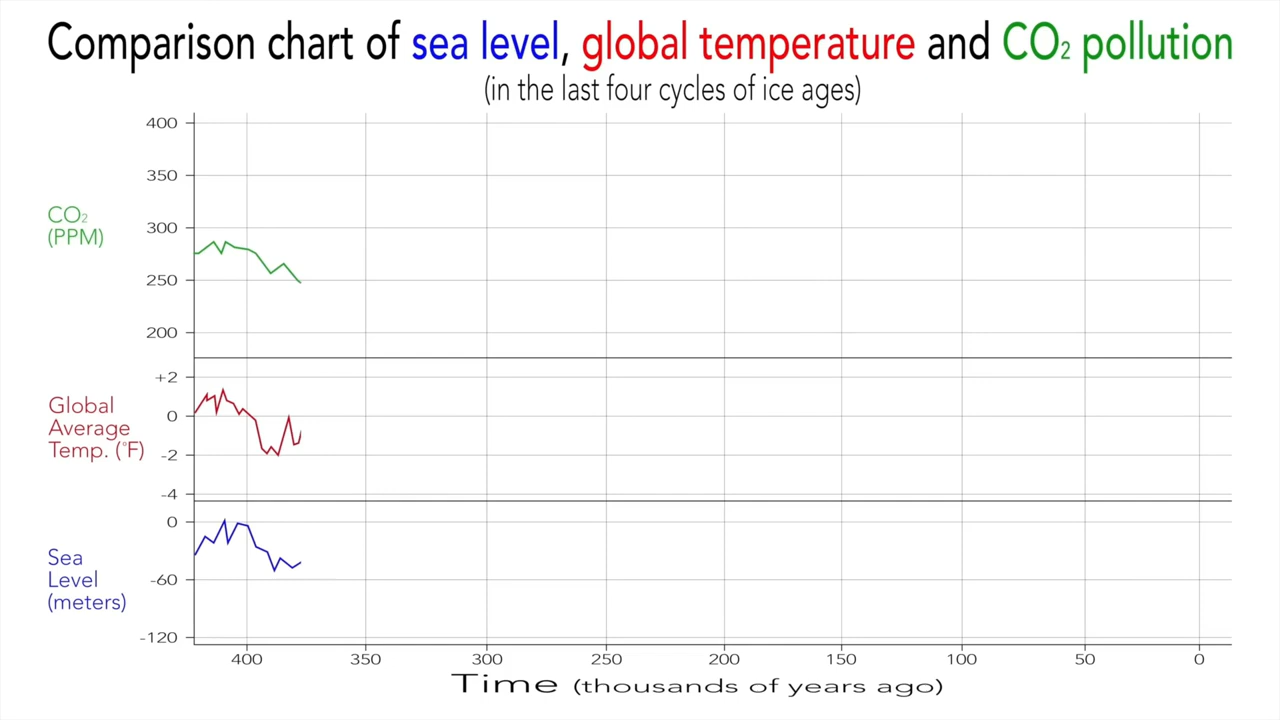 Comparison chart of sea level, global temperature and CO₂ pollution
(in the last four cycles of ice ages)
400
350
300
250
200
CO₂
(PPM)
+2
0
-2
-4
Global
Average
Temp. (°F)
0
-60
-120
Sea
Level
(meters)
400 350 300 250 200 150 100 50 0
Time (thousands of years ago)